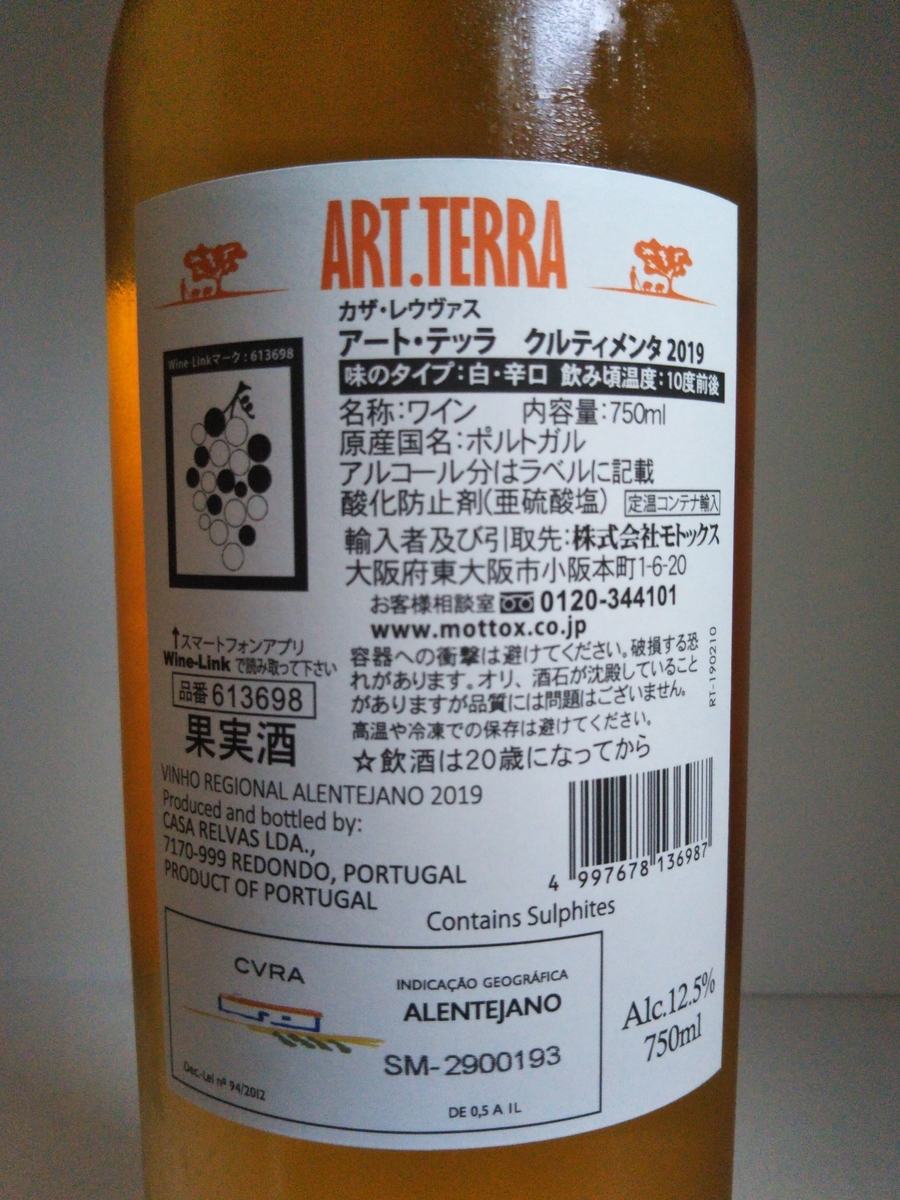 ART.TERRA
カザ・レウヴァス
アート・テッラ クルティメンタ 2019
味のタイプ：白・辛口 飲み頃温度：10度前後
名称：ワイン 内容量：750ml
原産国名：ポルトガル
アルコール分はラベルに記載
酸化防止剤(亜硫酸塩) 定温コンテナ輸入
輸入者及び引取先：株式会社モトックス
大阪府東大阪市小阪本町1-6-20
お客様相談室 0120-344101
www.mottox.co.jp
容器への衝撃は避けてください。破損する恐
れがあります。オリ、酒石が沈殿していること
がありますが品質には問題はございません。
高温や冷凍での保存は避けてください。
☆飲酒は20歳になってから
RT-190210
Wine-Linkマーク：613698
↑スマートフォンアプリ
Wine-Link で読み取って下さい
品番 613698
果実酒
VINHO REGIONAL ALENTEJANO 2019
Produced and bottled by:
CASA RELVAS LDA.,
7170-999 REDONDO, PORTUGAL
PRODUCT OF PORTUGAL
4 997678 136987
Contains Sulphites
CVRA
INDICAÇÃO GEOGRÁFICA
ALENTEJANO
SM-2900193
Dec.-Lei nº 94/2012
DE 0,5 A 1L
Alc.12.5%
750ml